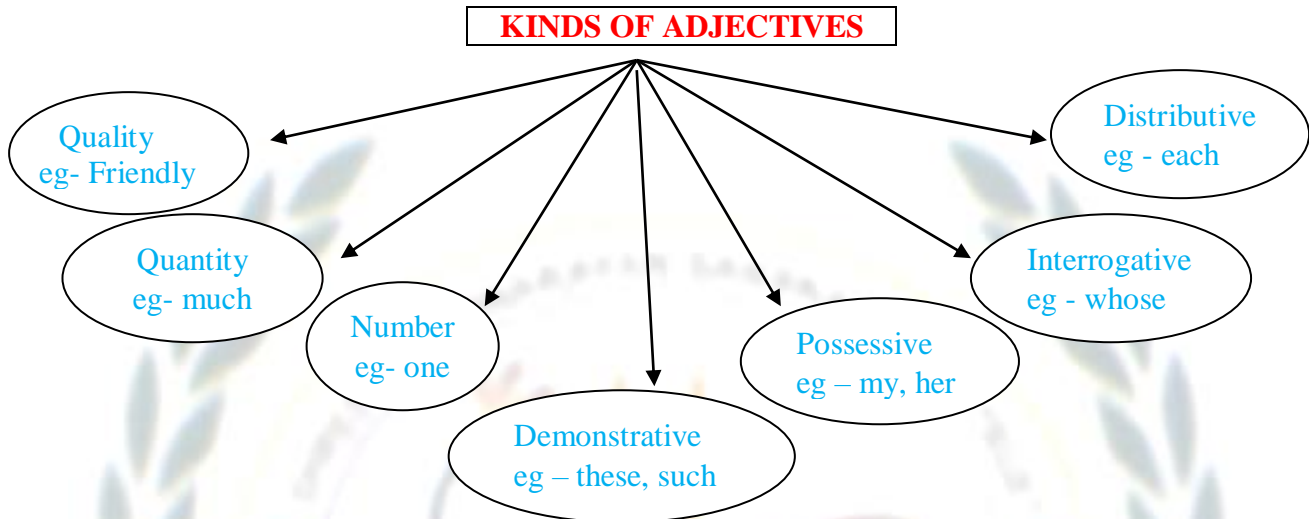 KINDS OF ADJECTIVES
Quality
eg- Friendly
Quantity
eg- much
Number
eg- one
Demonstrative
eg – these, such
Possessive
eg – my, her
Interrogative
eg - whose
Distributive
eg - each